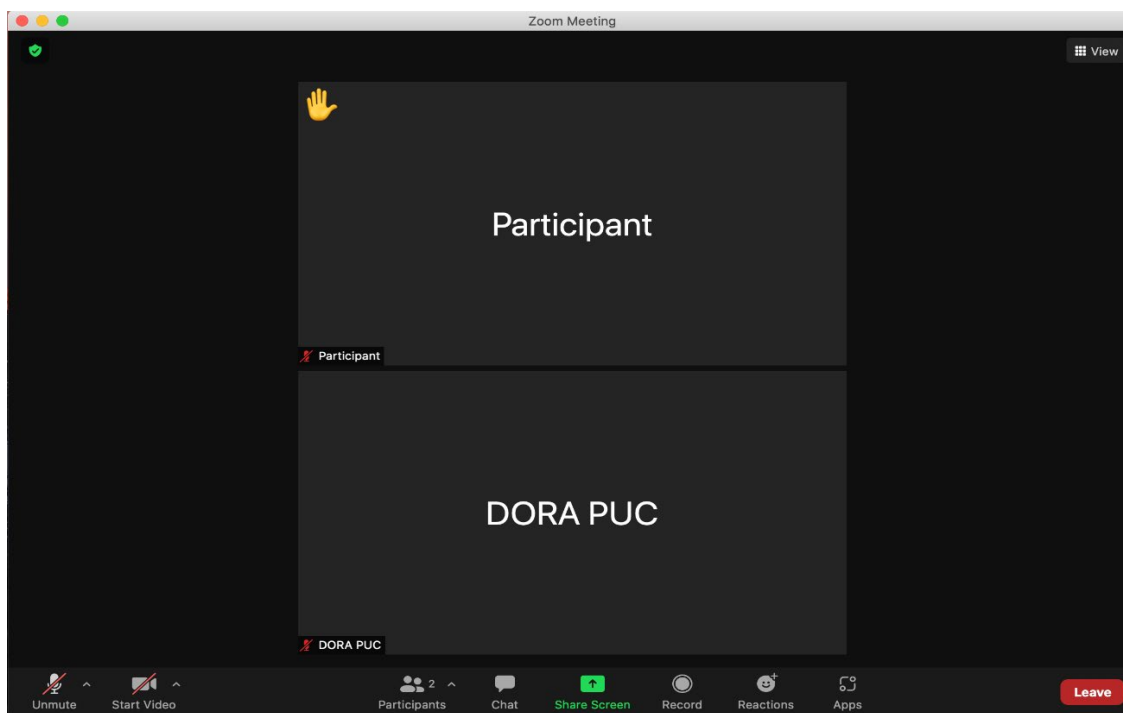 Zoom Meeting
View
Participant
Participant
DORA PUC
DORA PUC
Unmute Start Video Participants 2 Chat Share Screen Record Reactions Apps Leave